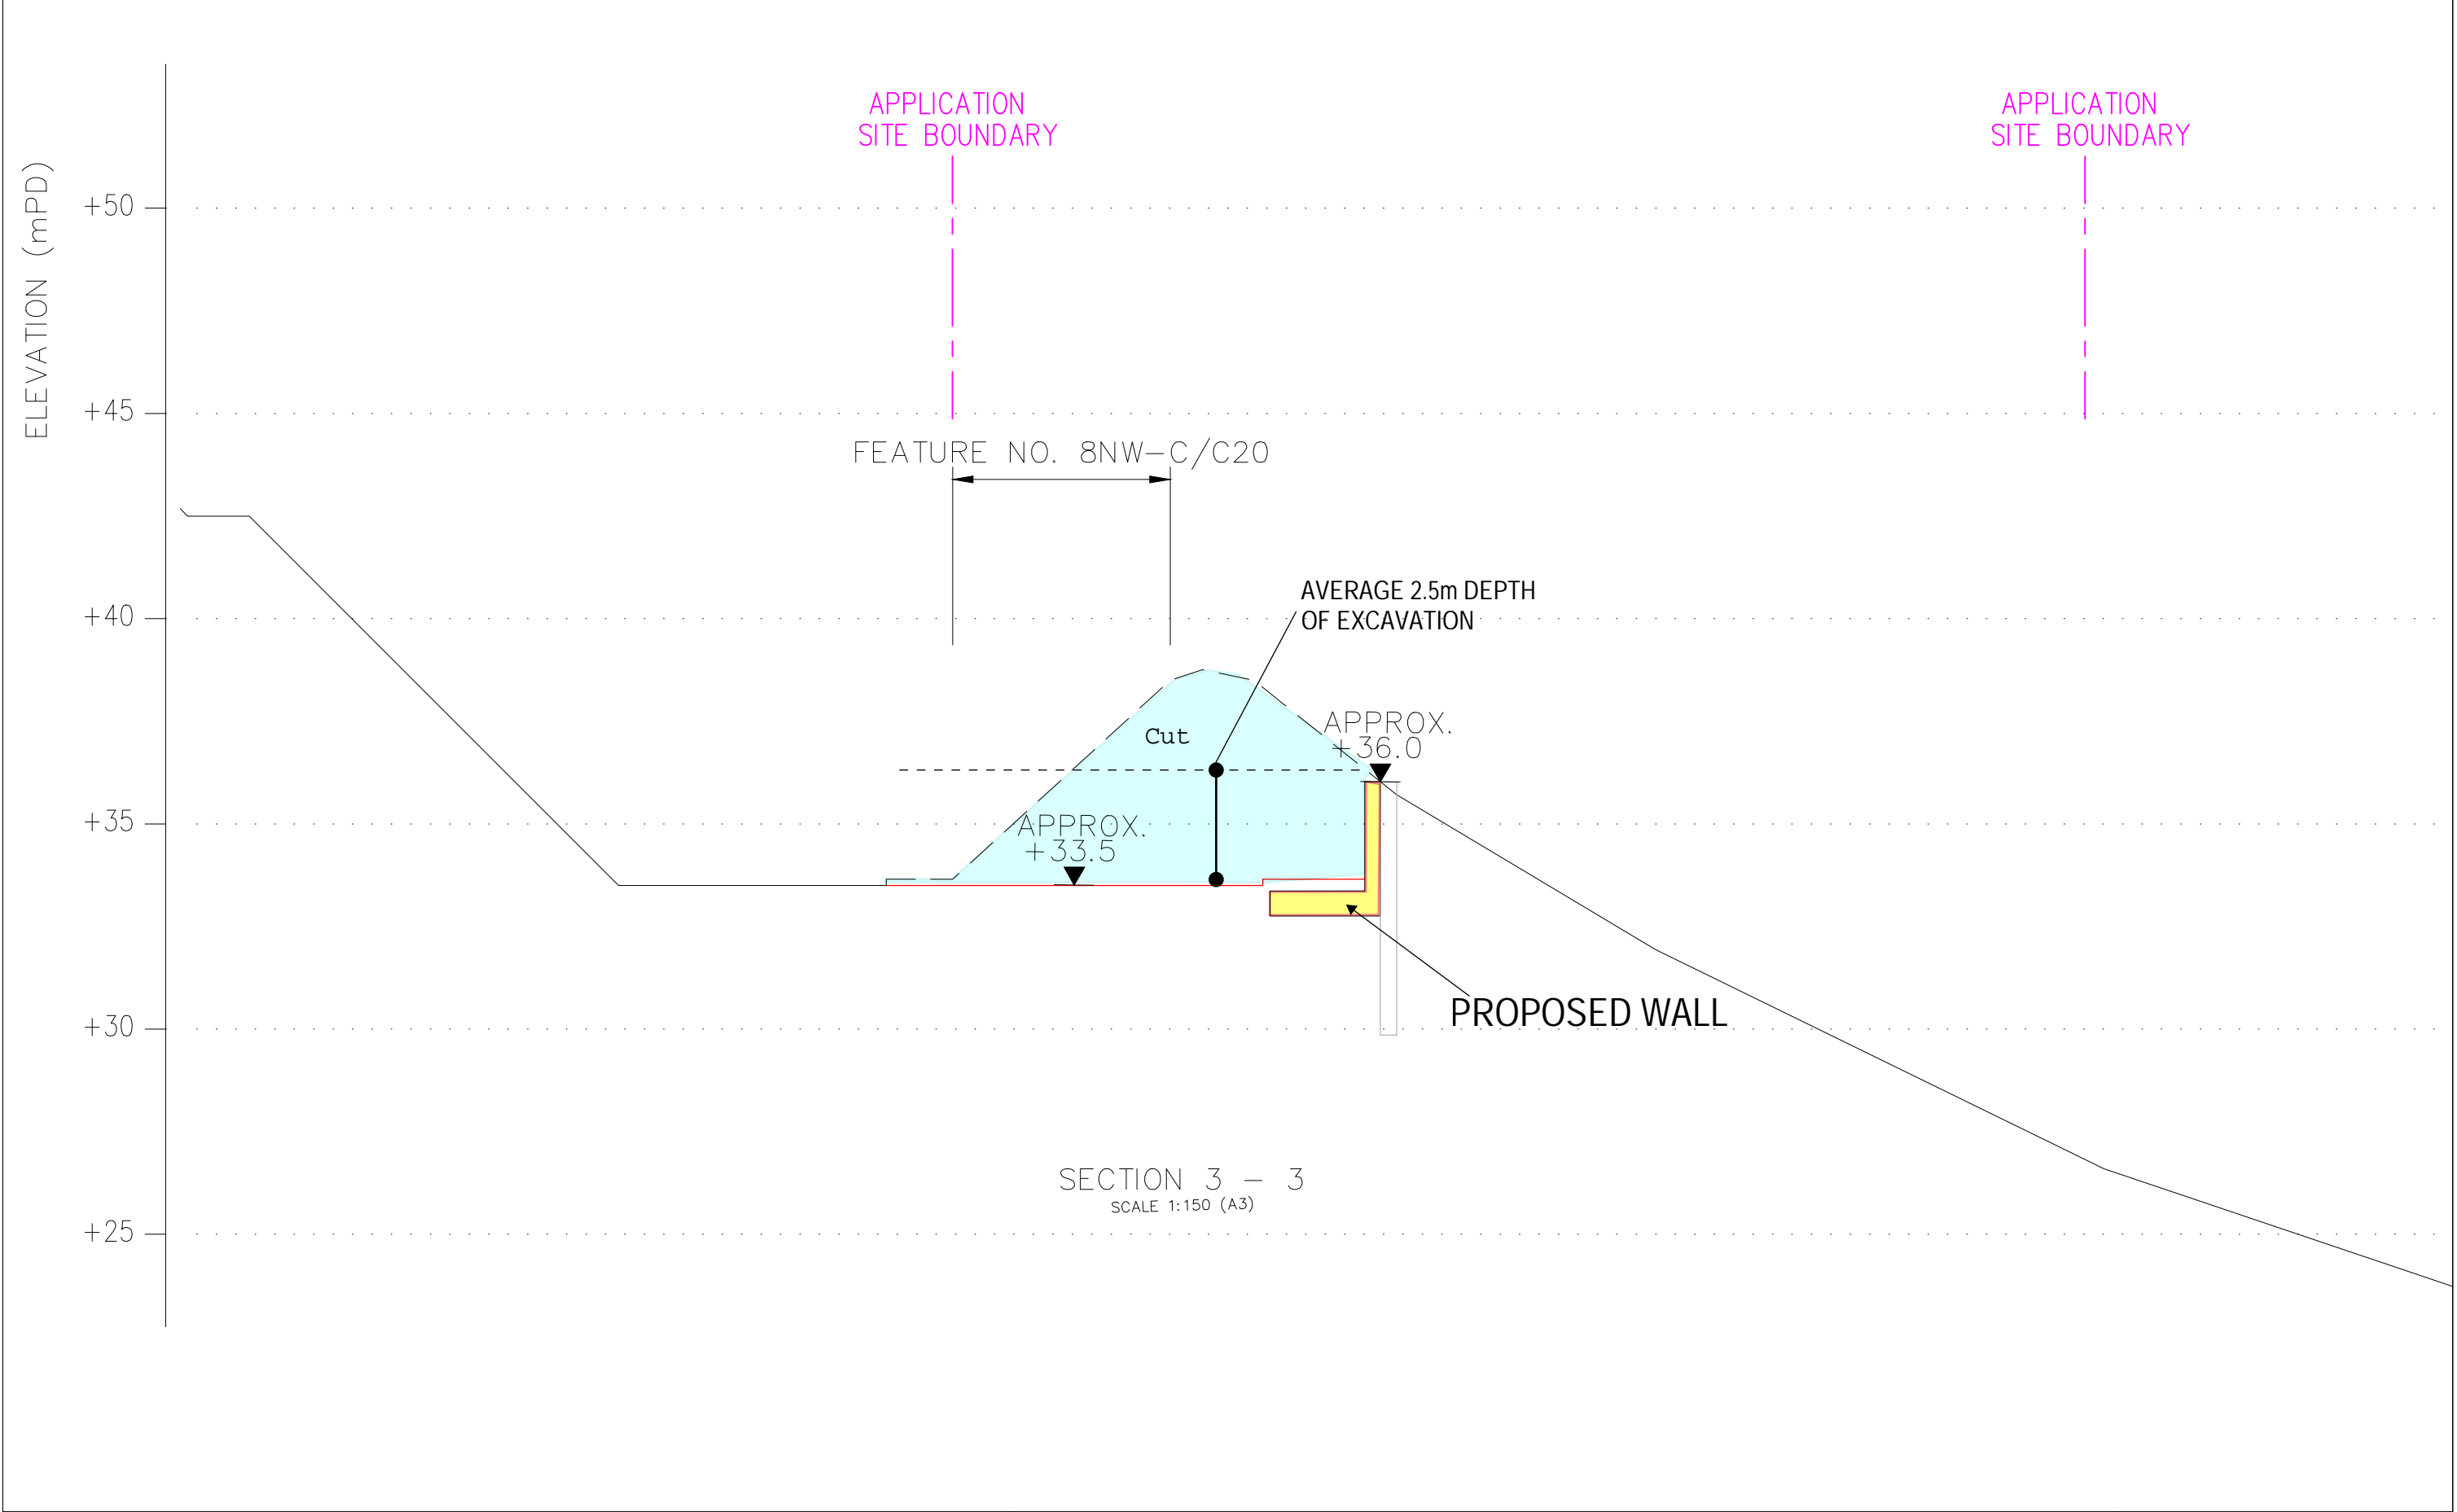 APPLICATION
SITE BOUNDARY
APPLICATION
SITE BOUNDARY
ELEVATION (mPD)
+50
+45
FEATURE NO. 8NW-C/C20
+40
AVERAGE 2.5m DEPTH
OF EXCAVATION
APPROX.
+36.0
Cut
+35
APPROX.
+33.5
PROPOSED WALL
+30
SECTION 3 - 3
SCALE 1:150 (A3)
+25